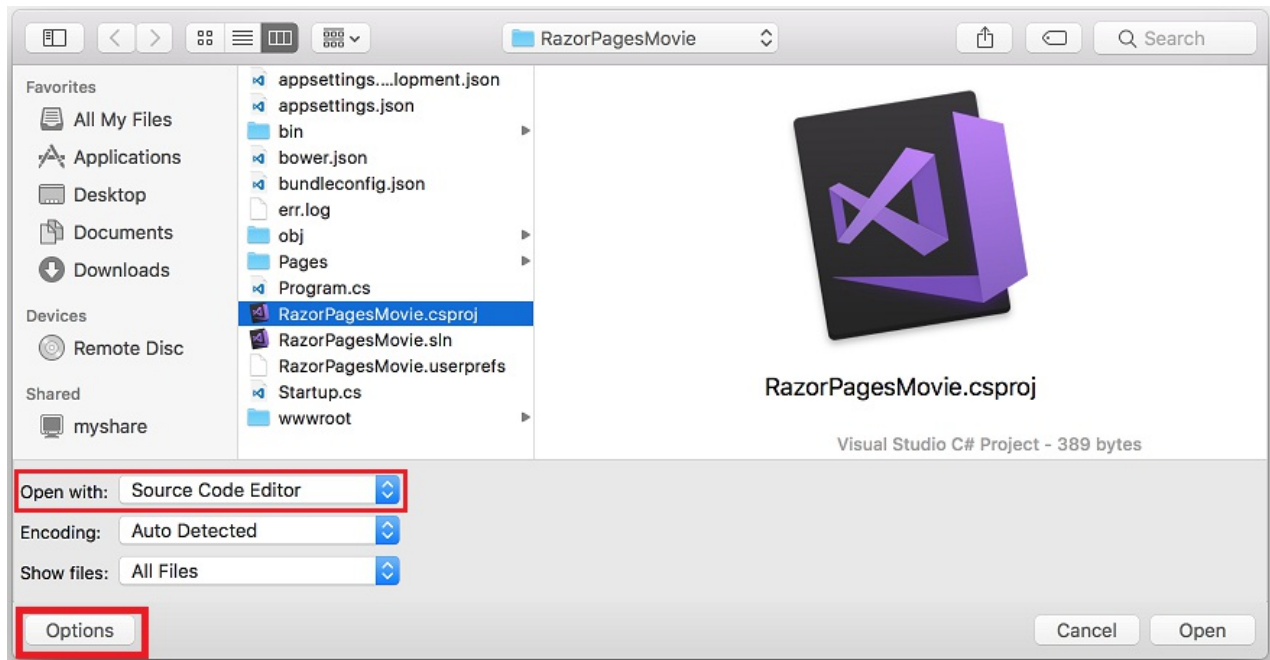 RazorPagesMovie
Search
Favorites
All My Files
Applications
Desktop
Documents
Downloads
Devices
Remote Disc
Shared
myshare
appsettings....lopment.json
appsettings.json
bin
bower.json
bundleconfig.json
err.log
obj
Pages
Program.cs
RazorPagesMovie.csproj
RazorPagesMovie.sln
RazorPagesMovie.userprefs
Startup.cs
wwwroot
RazorPagesMovie.csproj
Visual Studio C# Project - 389 bytes
Open with: Source Code Editor
Encoding: Auto Detected
Show files: All Files
Options
Cancel
Open